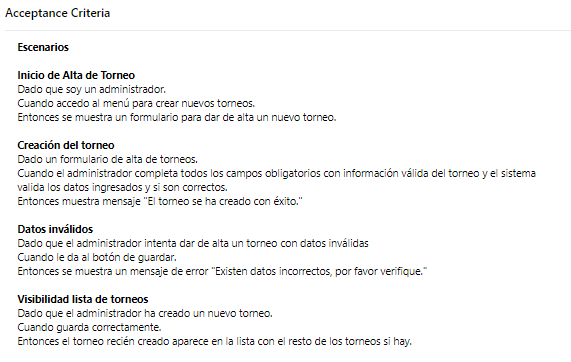 Acceptance Criteria
Escenarios
Inicio de Alta de Torneo
Dado que soy un administrador.
Cuando accedo al menú para crear nuevos torneos.
Entonces se muestra un formulario para dar de alta un nuevo torneo.
Creación del torneo
Dado un formulario de alta de torneos.
Cuando el administrador completa todos los campos obligatorios con información válida del torneo y el sistema
valida los datos ingresados y si son correctos.
Entonces muestra mensaje "El torneo se ha creado con éxito."
Datos inválidos
Dado que el administrador intenta dar de alta un torneo con datos inválidas
Cuando le da al botón de guardar.
Entonces se muestra un mensaje de error "Existen datos incorrectos, por favor verifique."
Visibilidad lista de torneos
Dado que el administrador ha creado un nuevo torneo.
Cuando guarda correctamente.
Entonces el torneo recién creado aparece en la lista con el resto de los torneos si hay.